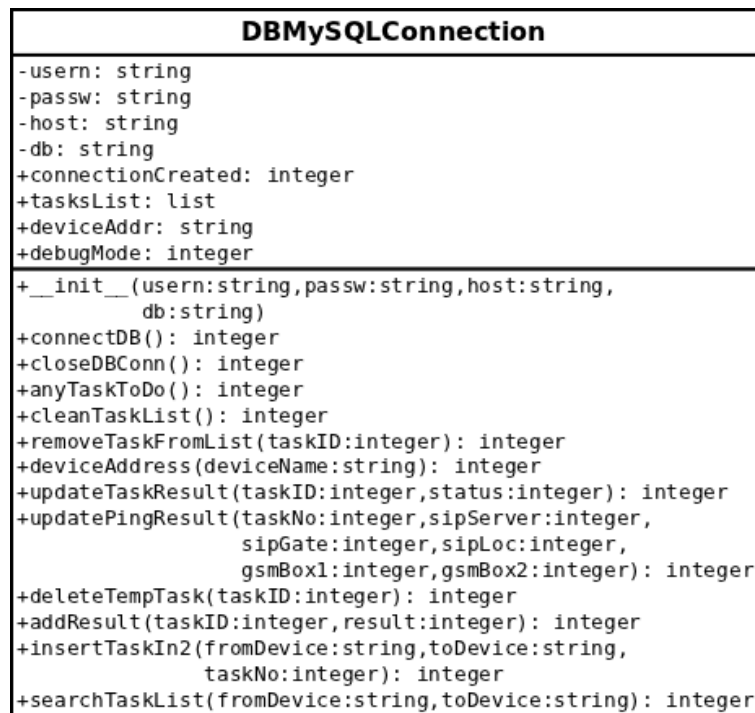 DBMySQLConnection
-usern: string
-passw: string
-host: string
-db: string
+connectionCreated: integer
+tasksList: list
+deviceAddr: string
+debugMode: integer
+__init__(usern:string,passw:string,host:string,
db:string)
+connectDB(): integer
+closeDBConn(): integer
+anyTaskToDo(): integer
+cleanTaskList(): integer
+removeTaskFromList(taskID:integer): integer
+deviceAddress(deviceName:string): integer
+updateTaskResult(taskID:integer,status:integer): integer
+updatePingResult(taskNo:integer,sipServer:integer,
sipGate:integer,sipLoc:integer,
gsmBox1:integer,gsmBox2:integer): integer
+deleteTempTask(taskID:integer): integer
+addResult(taskID:integer,result:integer): integer
+insertTaskIn2(fromDevice:string,toDevice:string,
taskNo:integer): integer
+searchTaskList(fromDevice:string,toDevice:string): integer